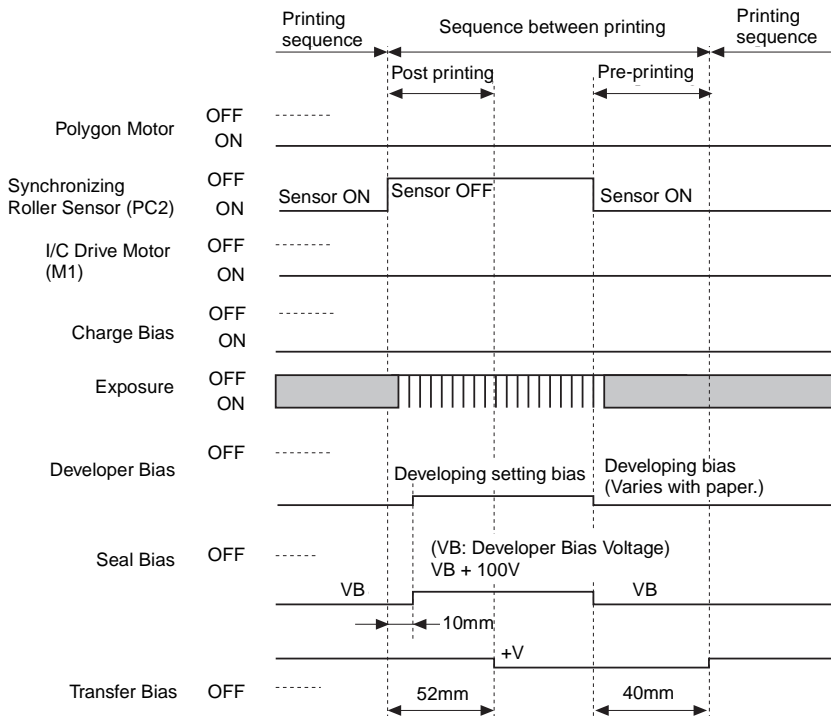 Printing
sequence
Sequence between printing
Printing
sequence
Post printing
Pre-printing
Polygon Motor
OFF
ON
Synchronizing
Roller Sensor (PC2)
OFF
ON
Sensor ON
Sensor OFF
Sensor ON
I/C Drive Motor
(M1)
OFF
ON
Charge Bias
OFF
ON
Exposure
OFF
ON
Developer Bias
OFF
Developing setting bias
Developing bias
(Varies with paper.)
Seal Bias
OFF
(VB: Developer Bias Voltage)
VB + 100V
VB
VB
10mm
+V
Transfer Bias
OFF
52mm
40mm